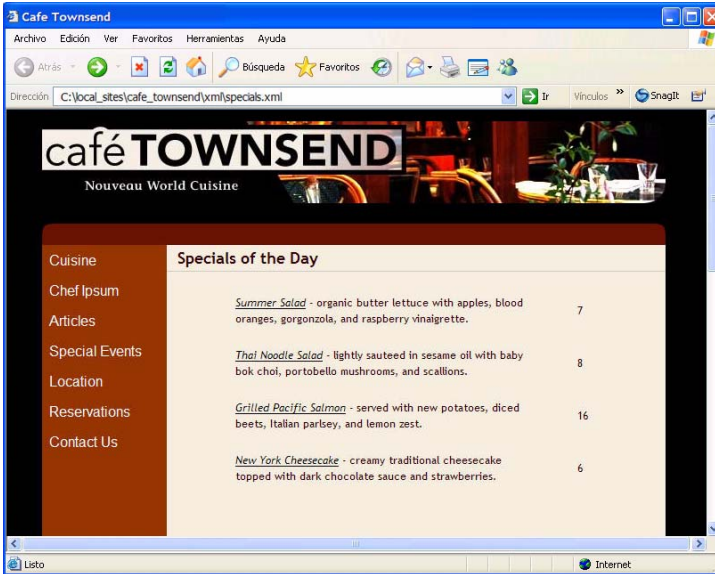 Cafe Townsend
Archivo Edición Ver Favoritos Herramientas Ayuda
Atrás Búsqueda Favoritos
Dirección C:\local_sites\cafe_townsend\xml\specials.xml Ir Vínculos » SnagIt
café TOWNSEND
Nouveau World Cuisine
Cuisine
Chef Ipsum
Articles
Special Events
Location
Reservations
Contact Us
Specials of the Day
Summer Salad - organic butter lettuce with apples, blood
oranges, gorgonzola, and raspberry vinaigrette.
7
Thai Noodle Salad - lightly sauteed in sesame oil with baby
bok choi, portobello mushrooms, and scallions.
8
Grilled Pacific Salmon - served with new potatoes, diced
beets, Italian parlsey, and lemon zest.
16
New York Cheesecake - creamy traditional cheesecake
topped with dark chocolate sauce and strawberries.
6
Listo Internet